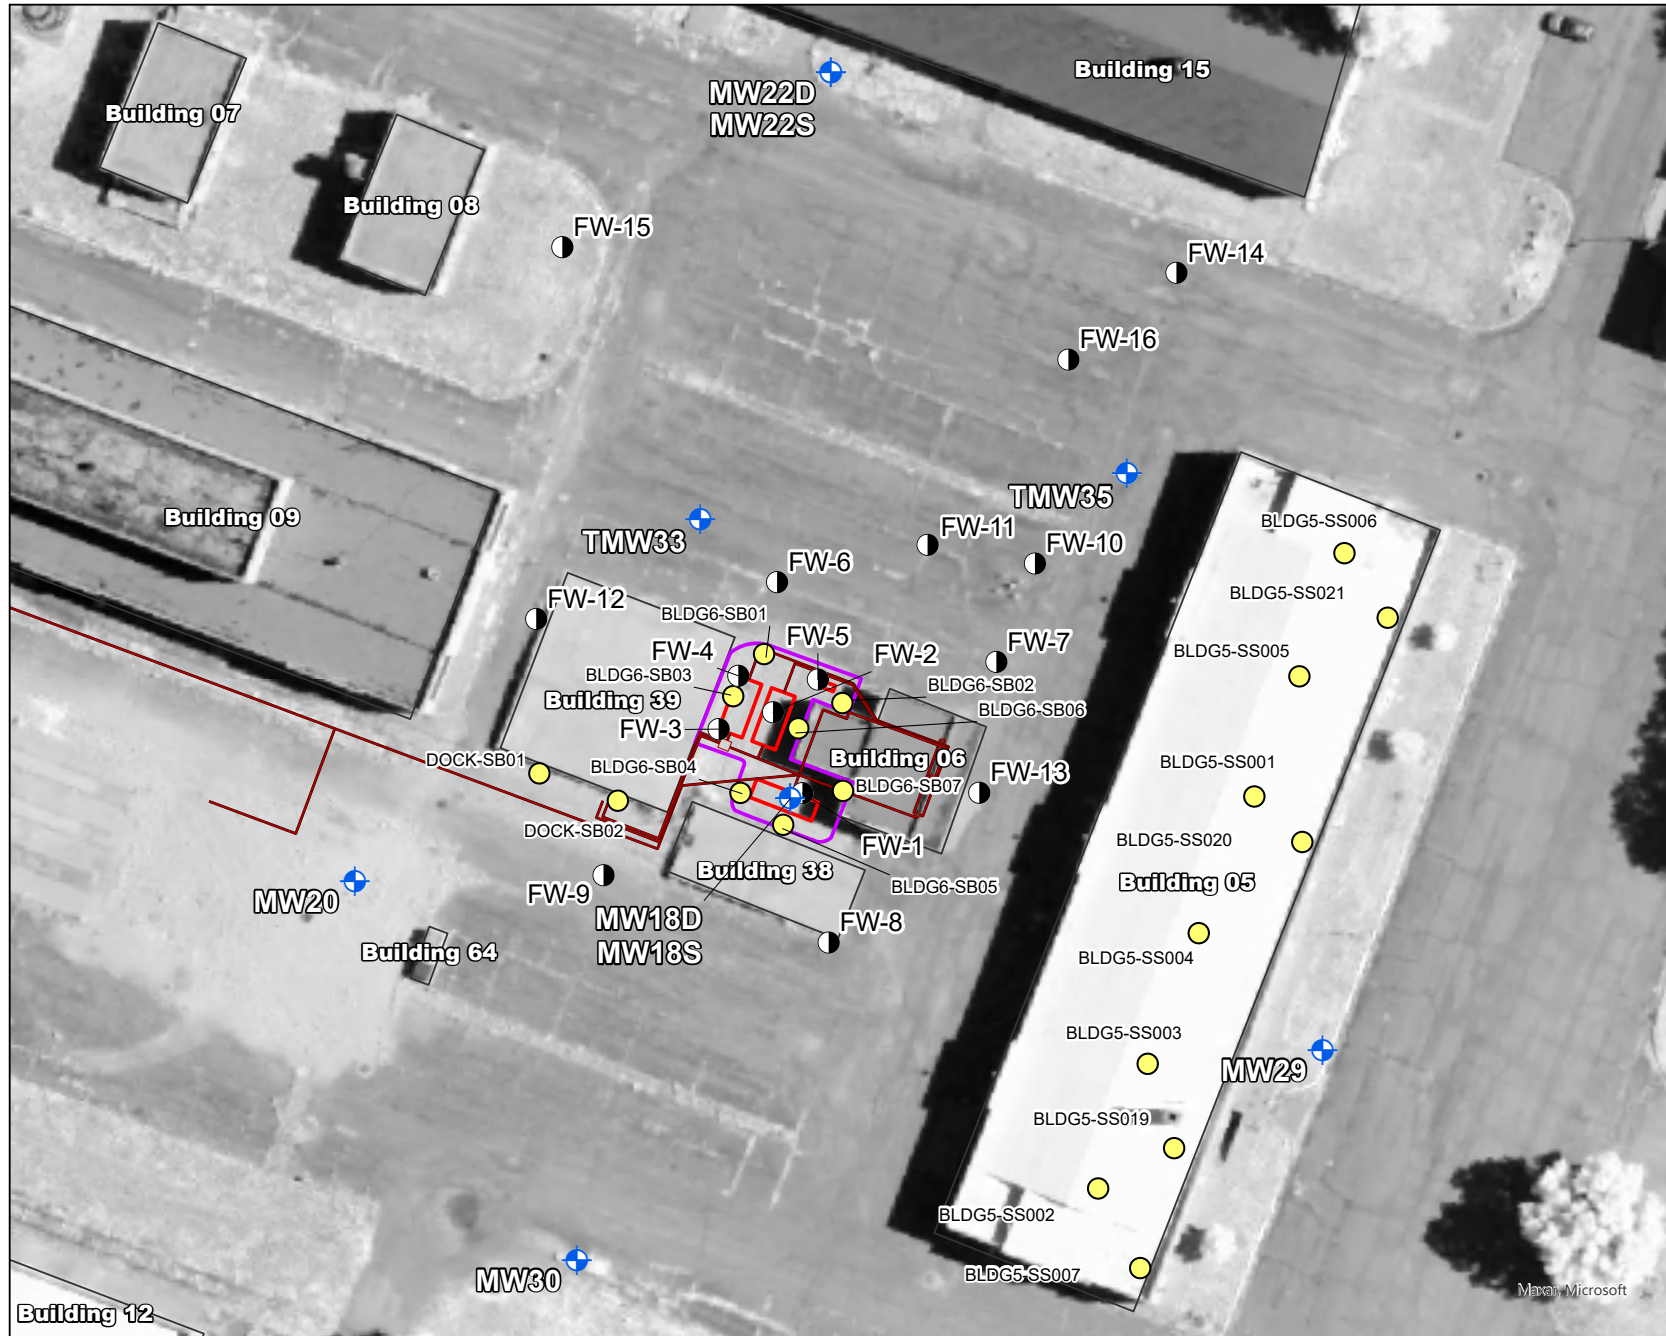 Building 15
MW22D
MW22S
Building 07
Building 08
FW-15
FW-14
FW-16
TMW35
Building 09
BLDG5-SS006
TMW33
FW-11
FW-10
FW-6
BLDG5-SS021
FW-12
BLDG6-SB01
FW-5
FW-4
FW-2
BLDG5-SS005
FW-7
BLDG6-SB03
BLDG6-SB02
Building 39
BLDG6-SB06
FW-3
DOCK-SB01
BLDG6-SB04
Building 06
BLDG5-SS001
FW-13
BLDG6-SB07
DOCK-SB02
BLDG5-SS020
FW-1
Building 38
Building 05
BLDG6-SB05
FW-9
MW20
MW18D
MW18S
FW-8
Building 64
BLDG5-SS004
BLDG5-SS003
MW29
BLDG5-SS019
BLDG5-SS002
BLDG5-SS007
MW30
Maxar, Microsoft
Building 12